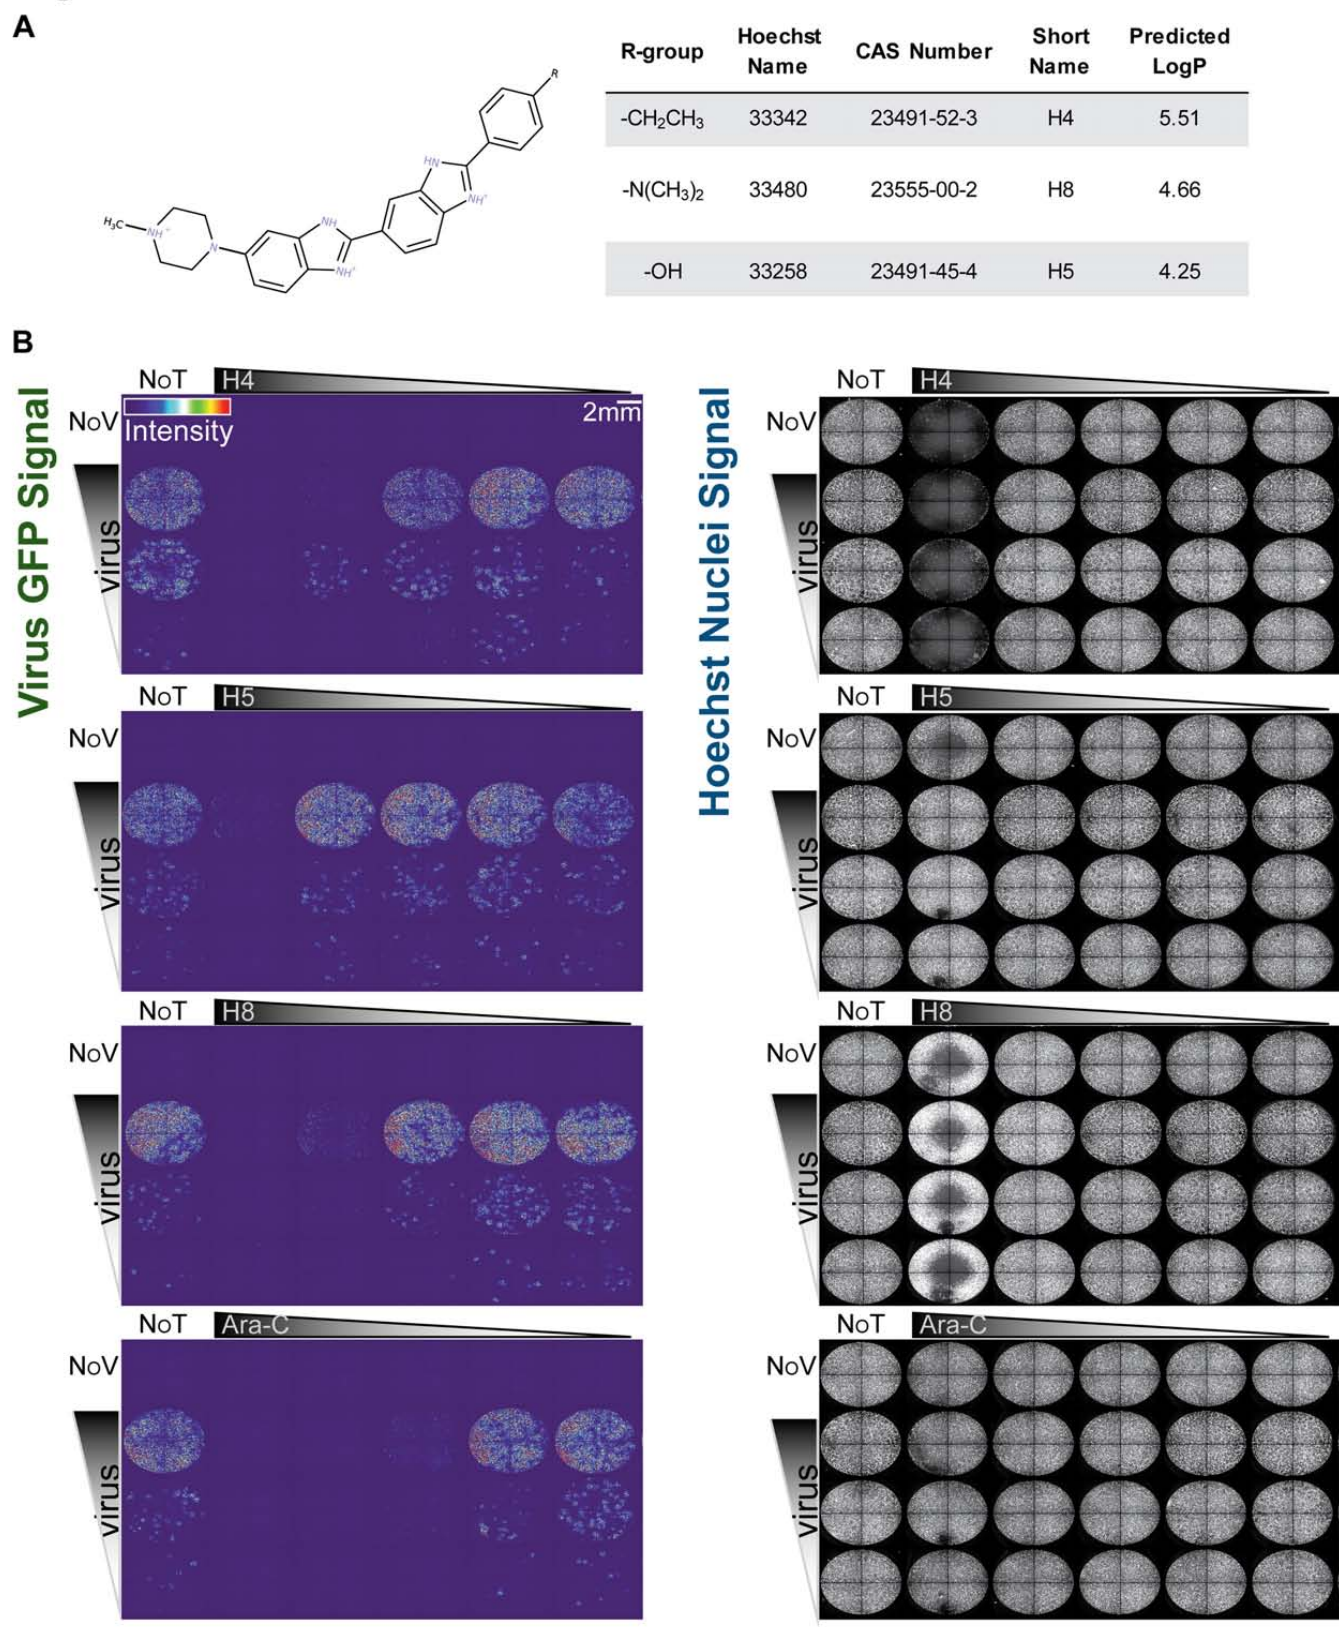 A
R
HN
NH⁺
NH
NH⁺
N
H₃C
NH⁺
R-group Hoechst Name CAS Number Short Name Predicted LogP
-CH₂CH₃ 33342 23491-52-3 H4 5.51
-N(CH₃)₂ 33480 23555-00-2 H8 4.66
-OH 33258 23491-45-4 H5 4.25
B
Virus GFP Signal
NoT H4
NoV
Intensity
2mm
virus
NoT H5
NoV
virus
NoT H8
NoV
virus
NoT Ara-C
NoV
virus
Hoechst Nuclei Signal
NoT H4
NoV
virus
NoT H5
NoV
virus
NoT H8
NoV
virus
NoT Ara-C
NoV
virus